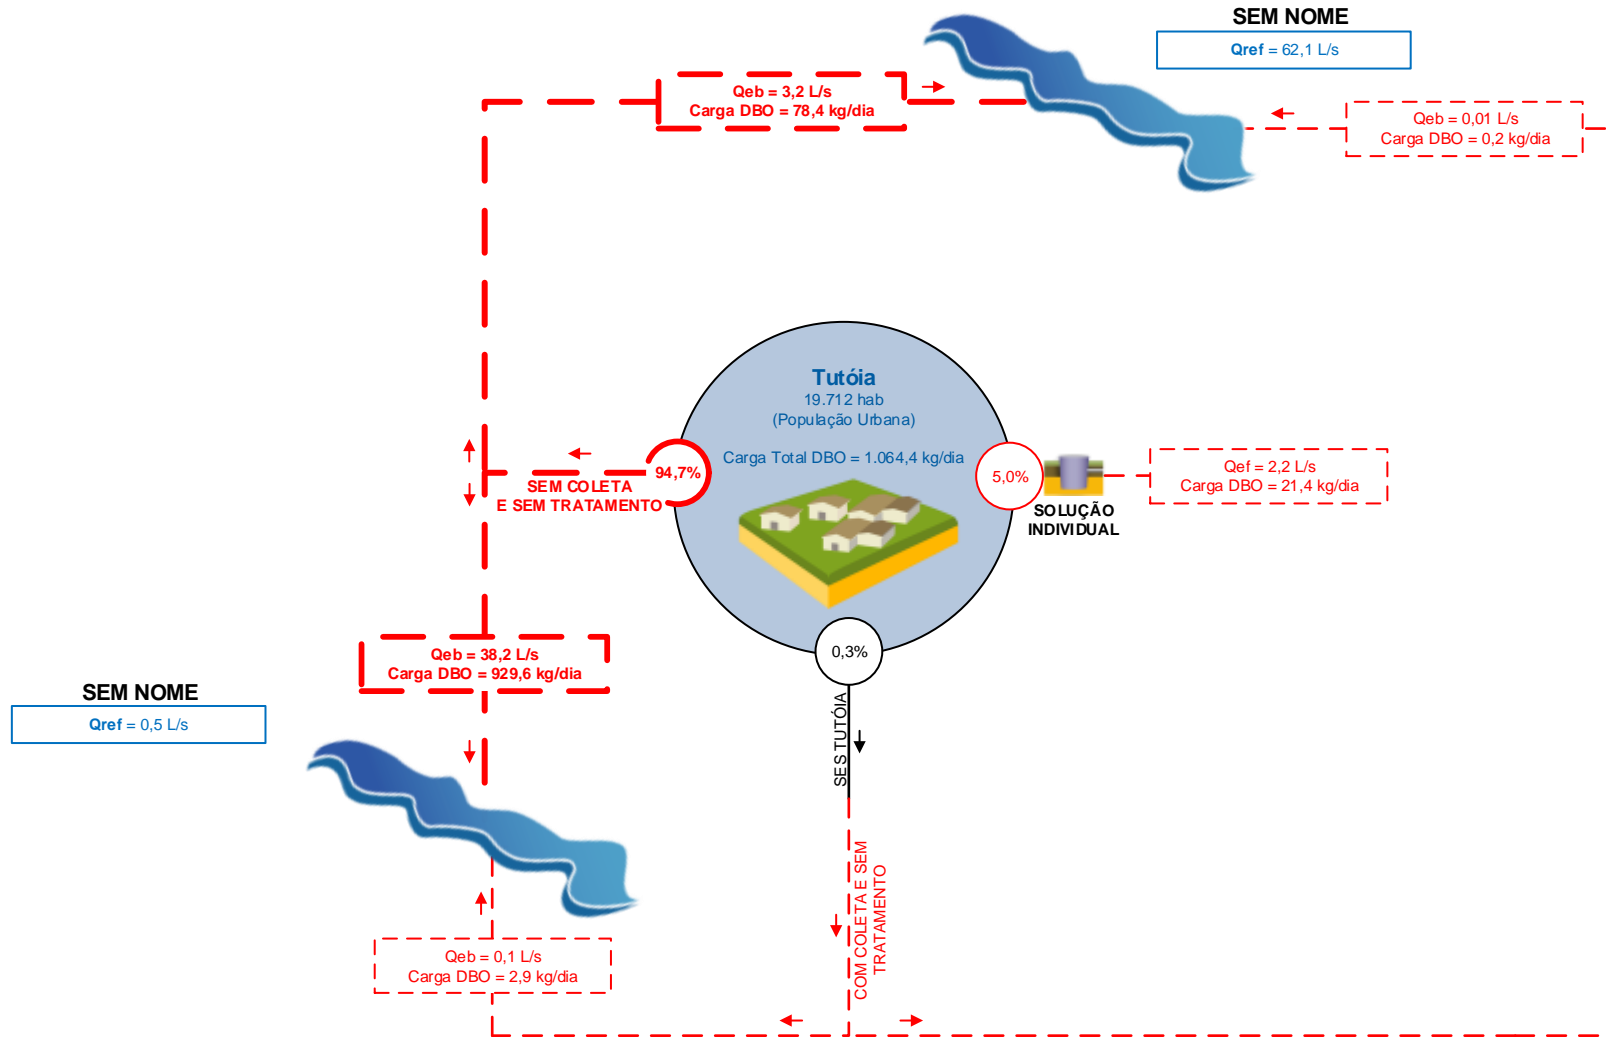 SEM NOME
Qref = 62,1 L/s
Qeb = 3,2 L/s
Carga DBO = 78,4 kg/dia
Qeb = 0,01 L/s
Carga DBO = 0,2 kg/dia
Tutóia
19.712 hab
(População Urbana)
Carga Total DBO = 1.064,4 kg/dia
94,7%
SEM COLETA
E SEM TRATAMENTO
5,0%
SOLUÇÃO
INDIVIDUAL
Qef = 2,2 L/s
Carga DBO = 21,4 kg/dia
0,3%
Qeb = 38,2 L/s
Carga DBO = 929,6 kg/dia
SEM NOME
Qref = 0,5 L/s
SES TUTÓIA
COM COLETA E SEM
TRATAMENTO
Qeb = 0,1 L/s
Carga DBO = 2,9 kg/dia